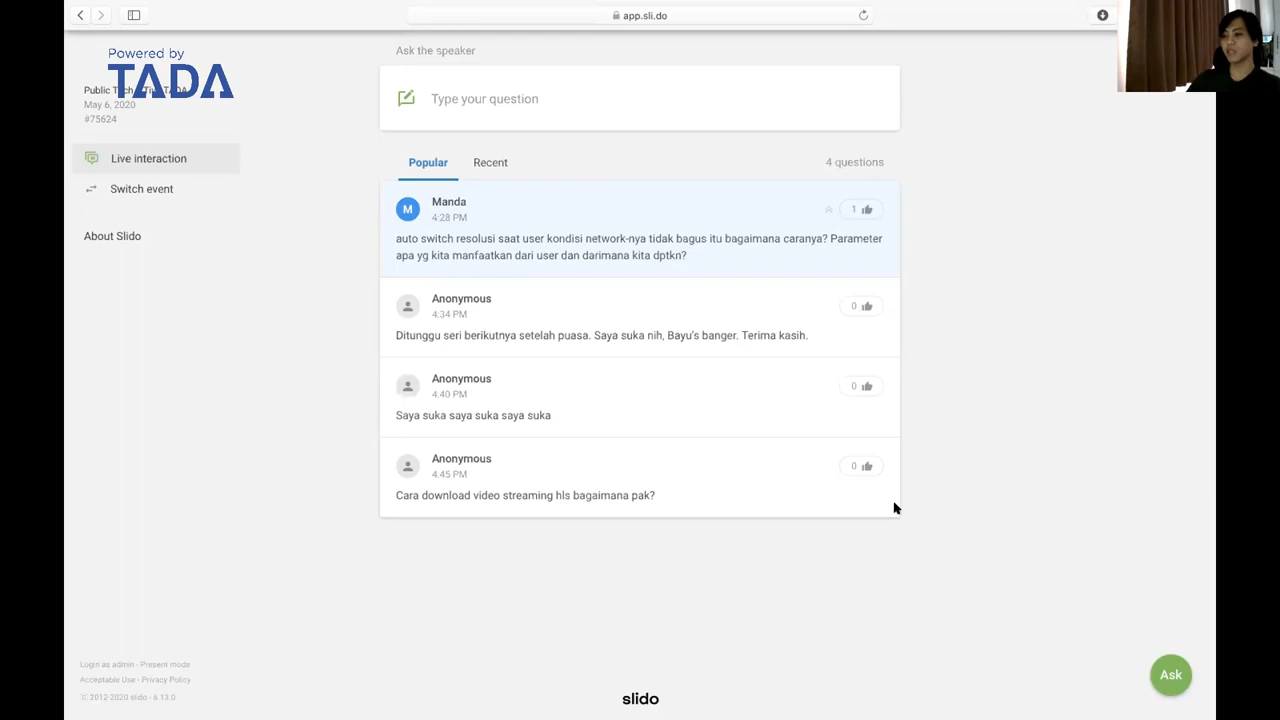 app.sli.do
Powered by
TADA
May 6, 2020
#75624
Live interaction
Switch event
About Slido
Ask the speaker
Type your question
Popular
Recent
4 questions
Manda
4:28 PM
1
auto switch resolusi saat user kondisi network-nya tidak bagus itu bagaimana caranya? Parameter
apa yg kita manfaatkan dari user dan darimana kita dptkn?
Anonymous
4:34 PM
0
Ditunggu seri berikutnya setelah puasa. Saya suka nih, Bayu's banger. Terima kasih.
Anonymous
4:40 PM
0
Saya suka saya suka saya suka
Anonymous
4:45 PM
0
Cara download video streaming hls bagaimana pak?
Login as admin - Present mode
Acceptable Use - Privacy Policy
© 2012-2020 slido - 6.13.0
slido
Ask